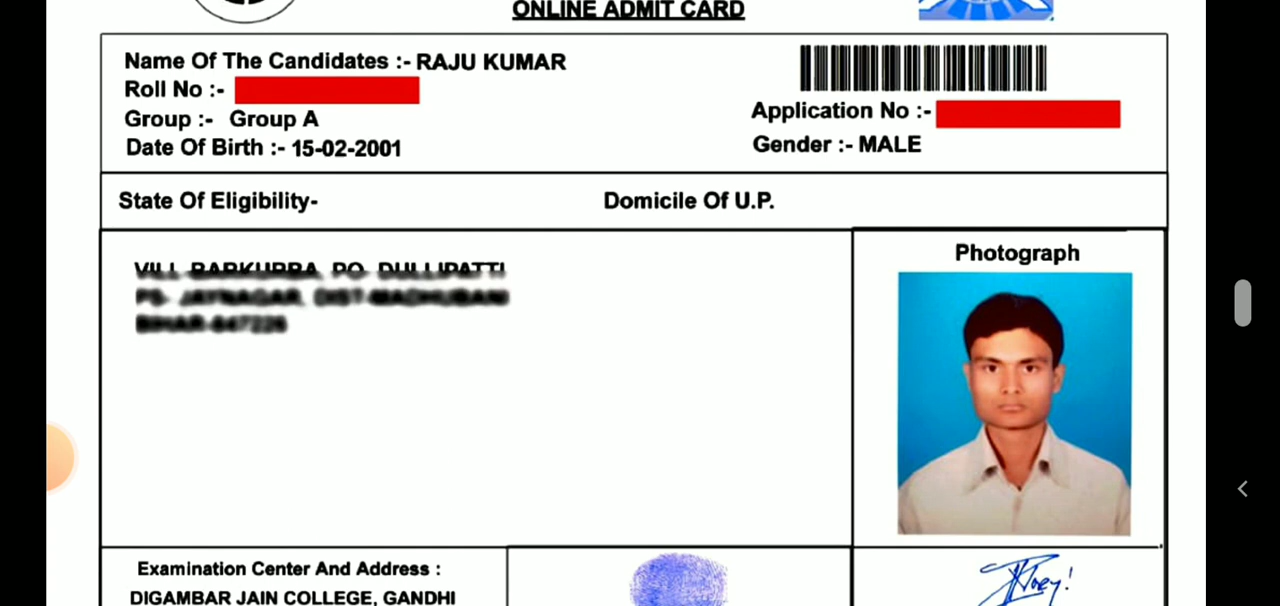 ONLINE ADMIT CARD
Name Of The Candidates :- RAJU KUMAR
Roll No :-
Group :- Group A
Date Of Birth :- 15-02-2001
Application No :-
Gender :- MALE
State Of Eligibility-
Domicile Of U.P.
Photograph
Examination Center And Address :
DIGAMBAR JAIN COLLEGE, GANDHI